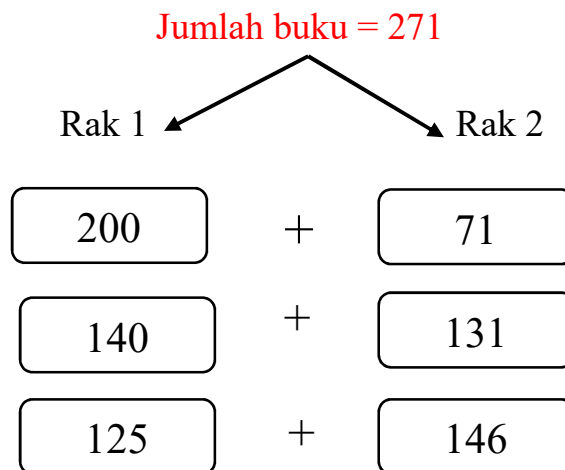 Jumlah buku = 271
Rak 1 Rak 2
200 + 71
140 + 131
125 + 146